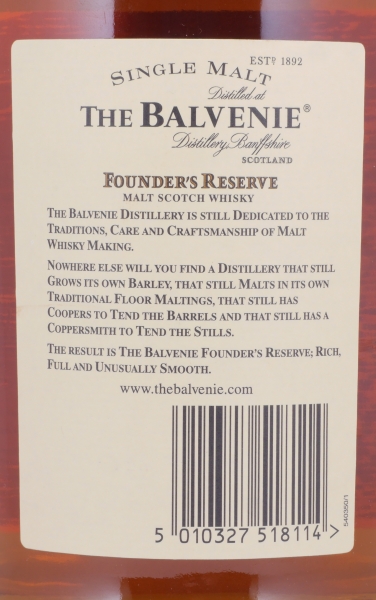 ESTD 1892
SINGLE MALT
Distilled at
THE BALVENIE®
Distillery, Banffshire
SCOTLAND
FOUNDER'S RESERVE
MALT SCOTCH WHISKY
THE BALVENIE DISTILLERY IS STILL DEDICATED TO THE
TRADITIONS, CARE AND CRAFTSMANSHIP OF MALT
WHISKY MAKING.
NOWHERE ELSE WILL YOU FIND A DISTILLERY THAT STILL
GROWS ITS OWN BARLEY, THAT STILL MALTS IN ITS OWN
TRADITIONAL FLOOR MALTINGS, THAT STILL HAS
COOPERS TO TEND THE BARRELS AND THAT STILL HAS A
COPPERSMITH TO TEND THE STILLS.
THE RESULT IS THE BALVENIE FOUNDER'S RESERVE; RICH,
FULL AND UNUSUALLY SMOOTH.
www.thebalvenie.com
5 010327 518114 >
540350/1